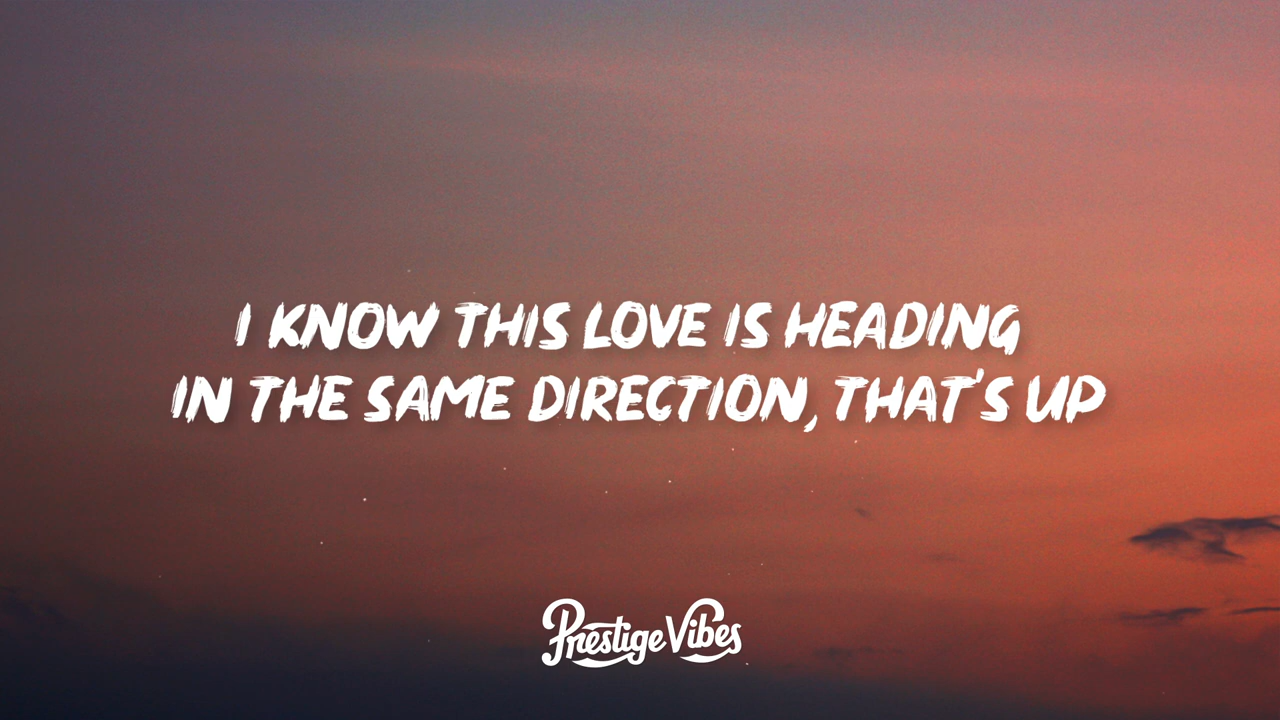 I KNOW THIS LOVE IS HEADING
IN THE SAME DIRECTION, THAT'S UP
Prestige Vibes